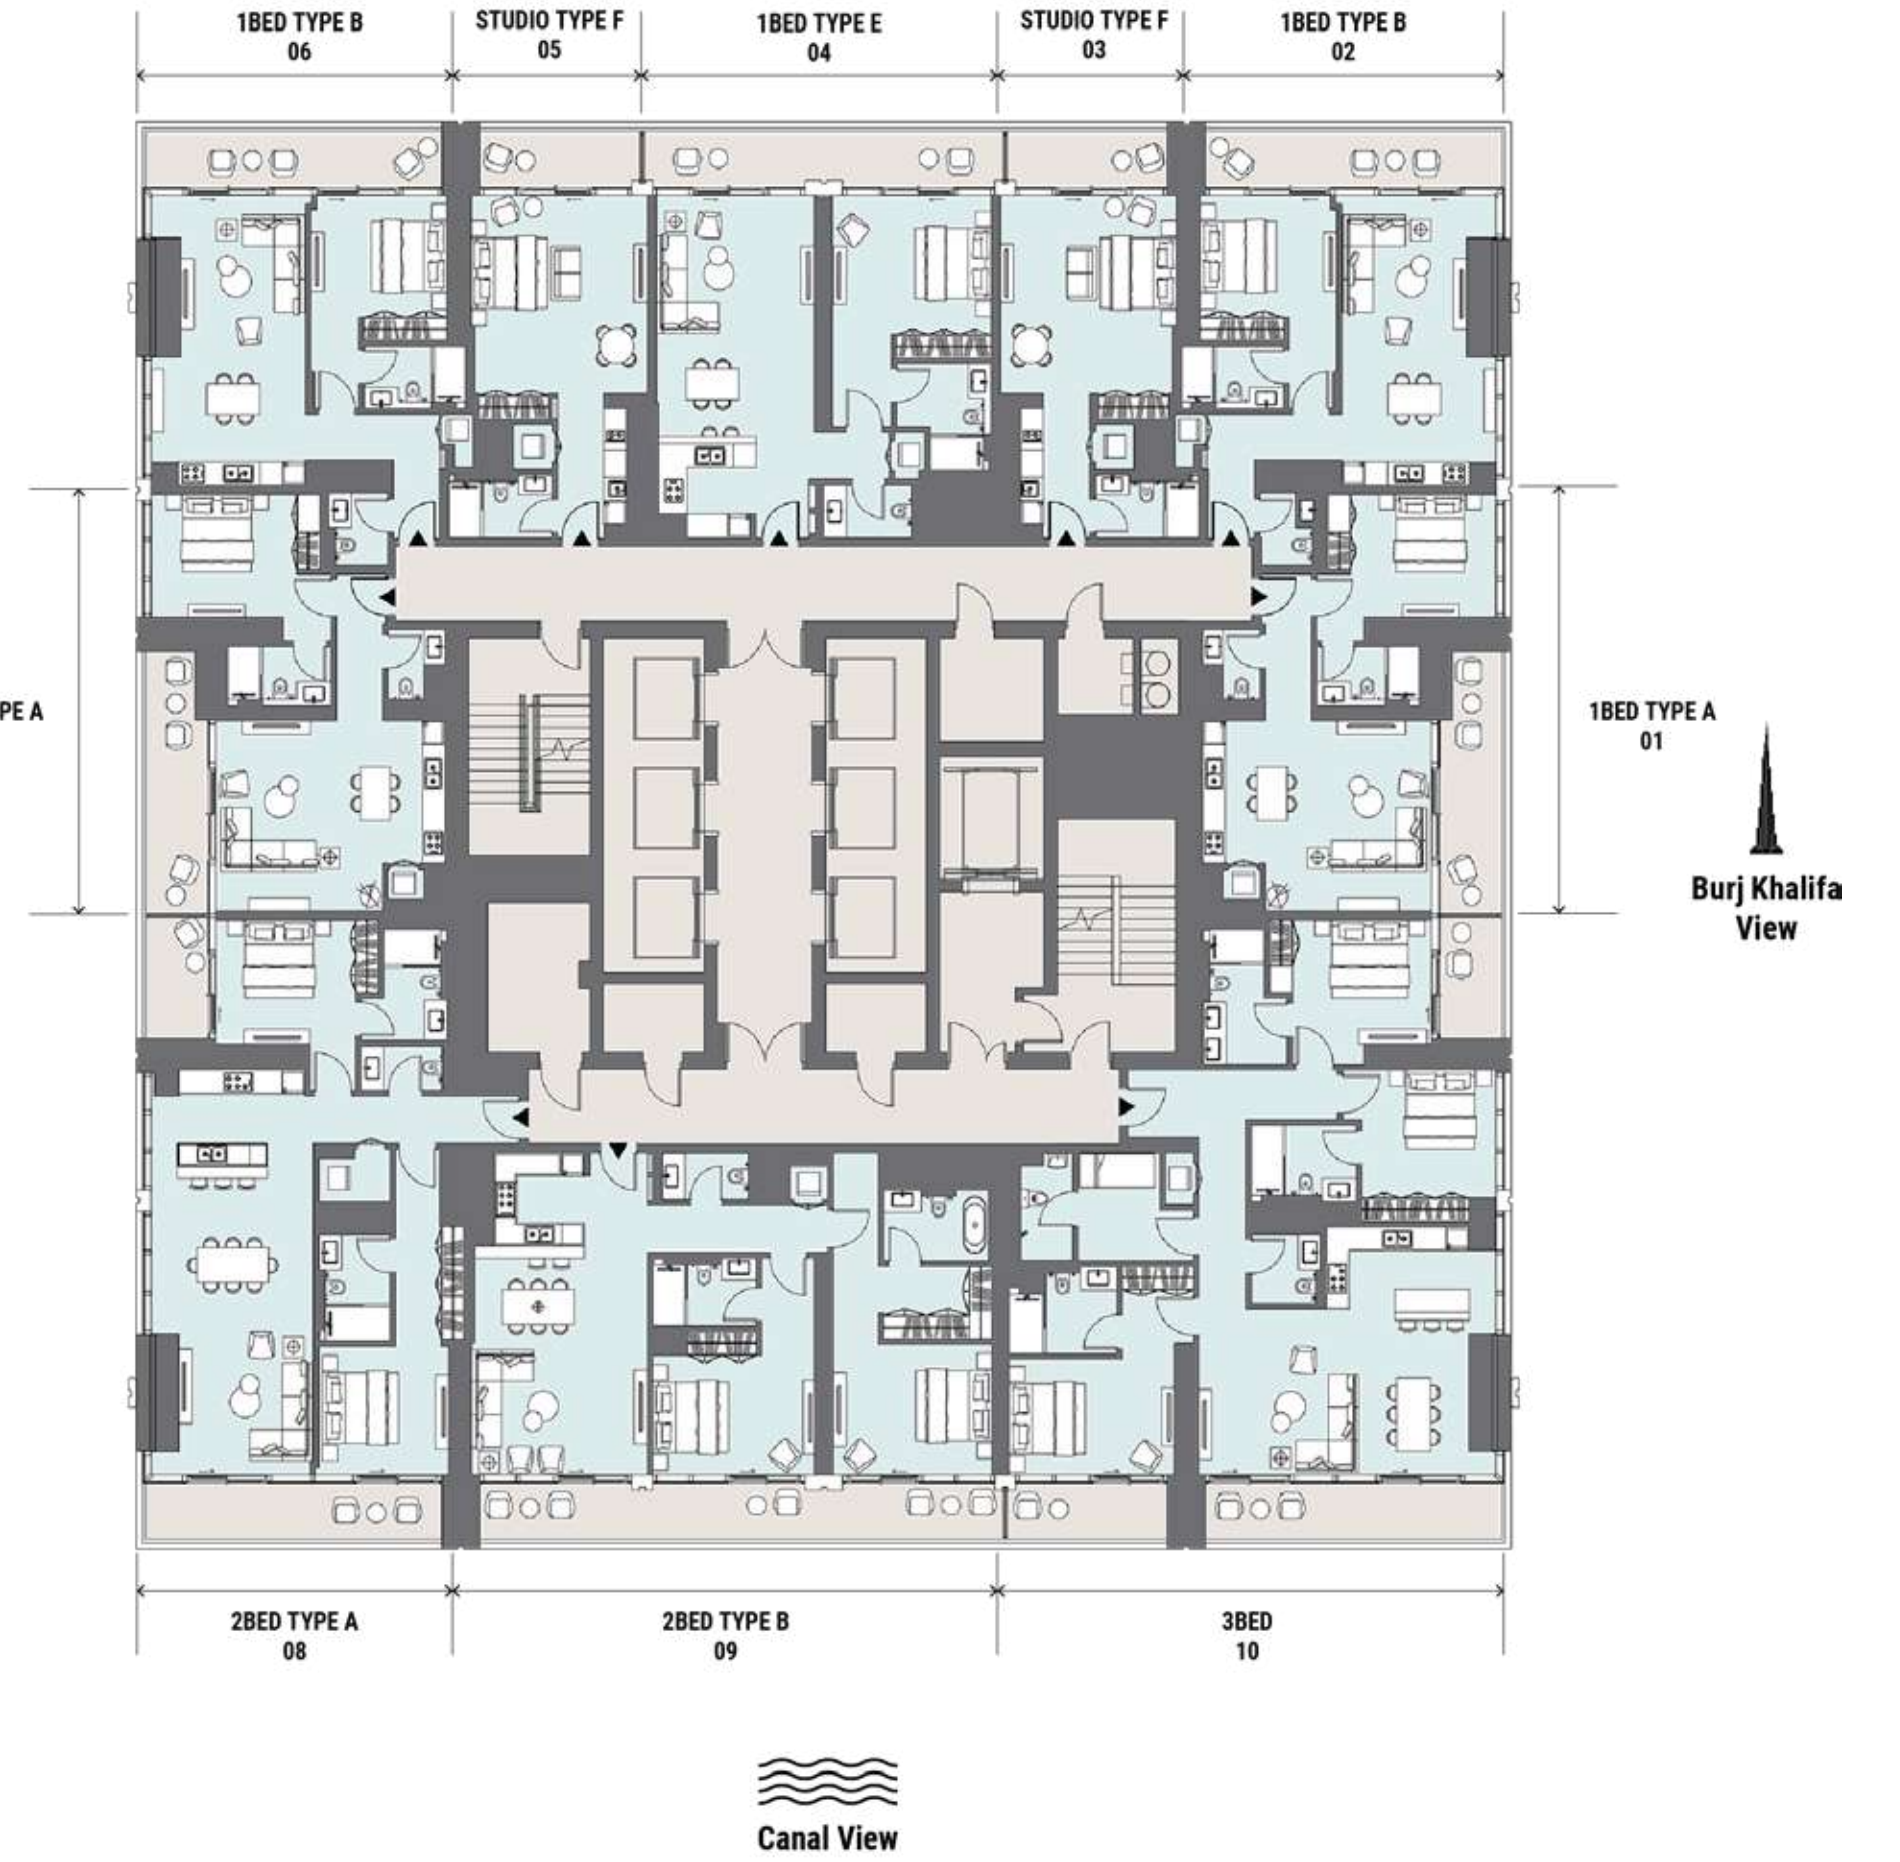 1BED TYPE B
06
STUDIO TYPE F
05
1BED TYPE E
04
STUDIO TYPE F
03
1BED TYPE B
02
PE A
1BED TYPE A
01
Burj Khalifa
View
2BED TYPE A
08
2BED TYPE B
09
3BED
10
Canal View